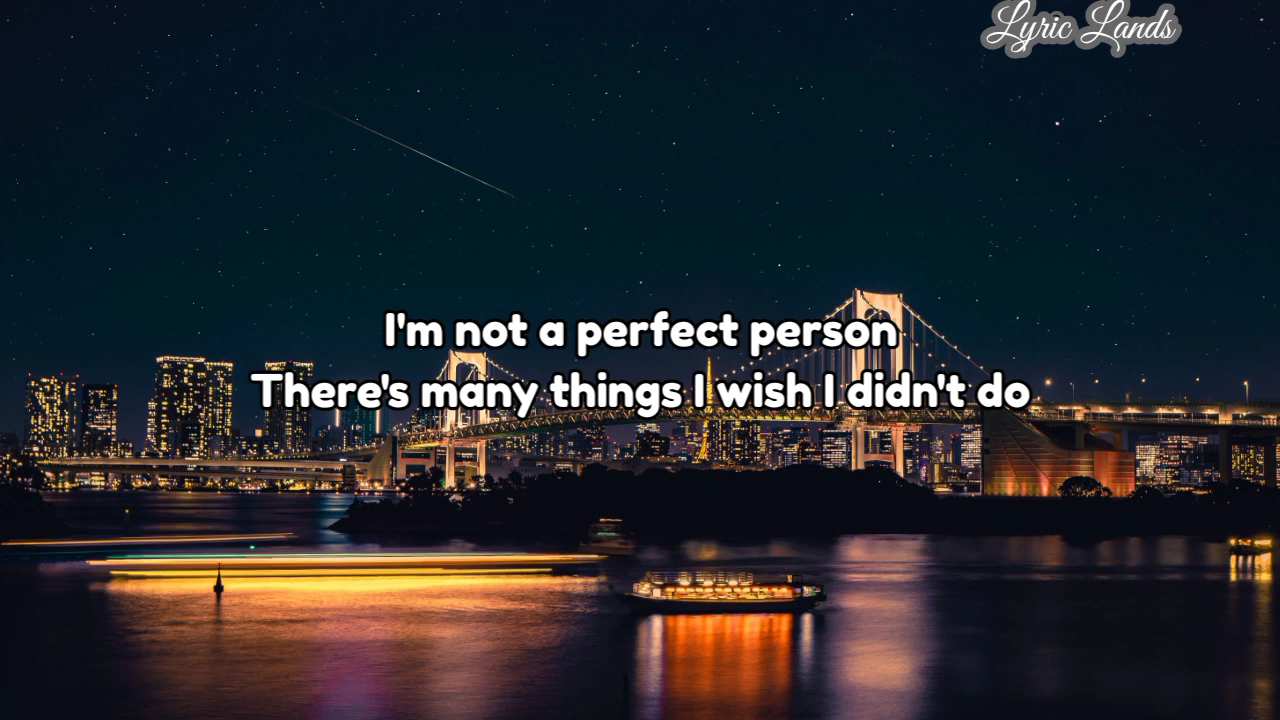 Lyric Lands
I'm not a perfect person
There's many things I wish I didn't do